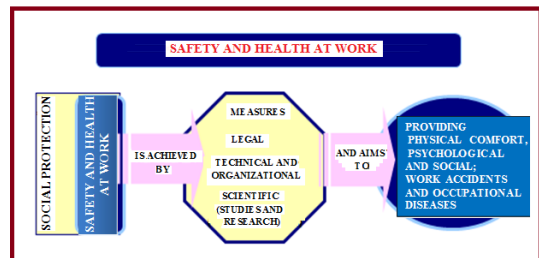 SAFETY AND HEALTH AT WORK
SOCIAL PROTECTION
SAFETY AND HEALTH
AT WORK
IS ACHIEVED
BY
MEASURES
LEGAL
TECHNICAL AND
ORGANIZATIONAL
SCIENTIFIC
(STUDIES AND
RESEARCH)
AND AIMS
TO
PROVIDING
PHYSICAL COMFORT,
PSYCHOLOGICAL
AND SOCIAL;
WORK ACCIDENTS
AND OCCUPATIONAL
DISEASES